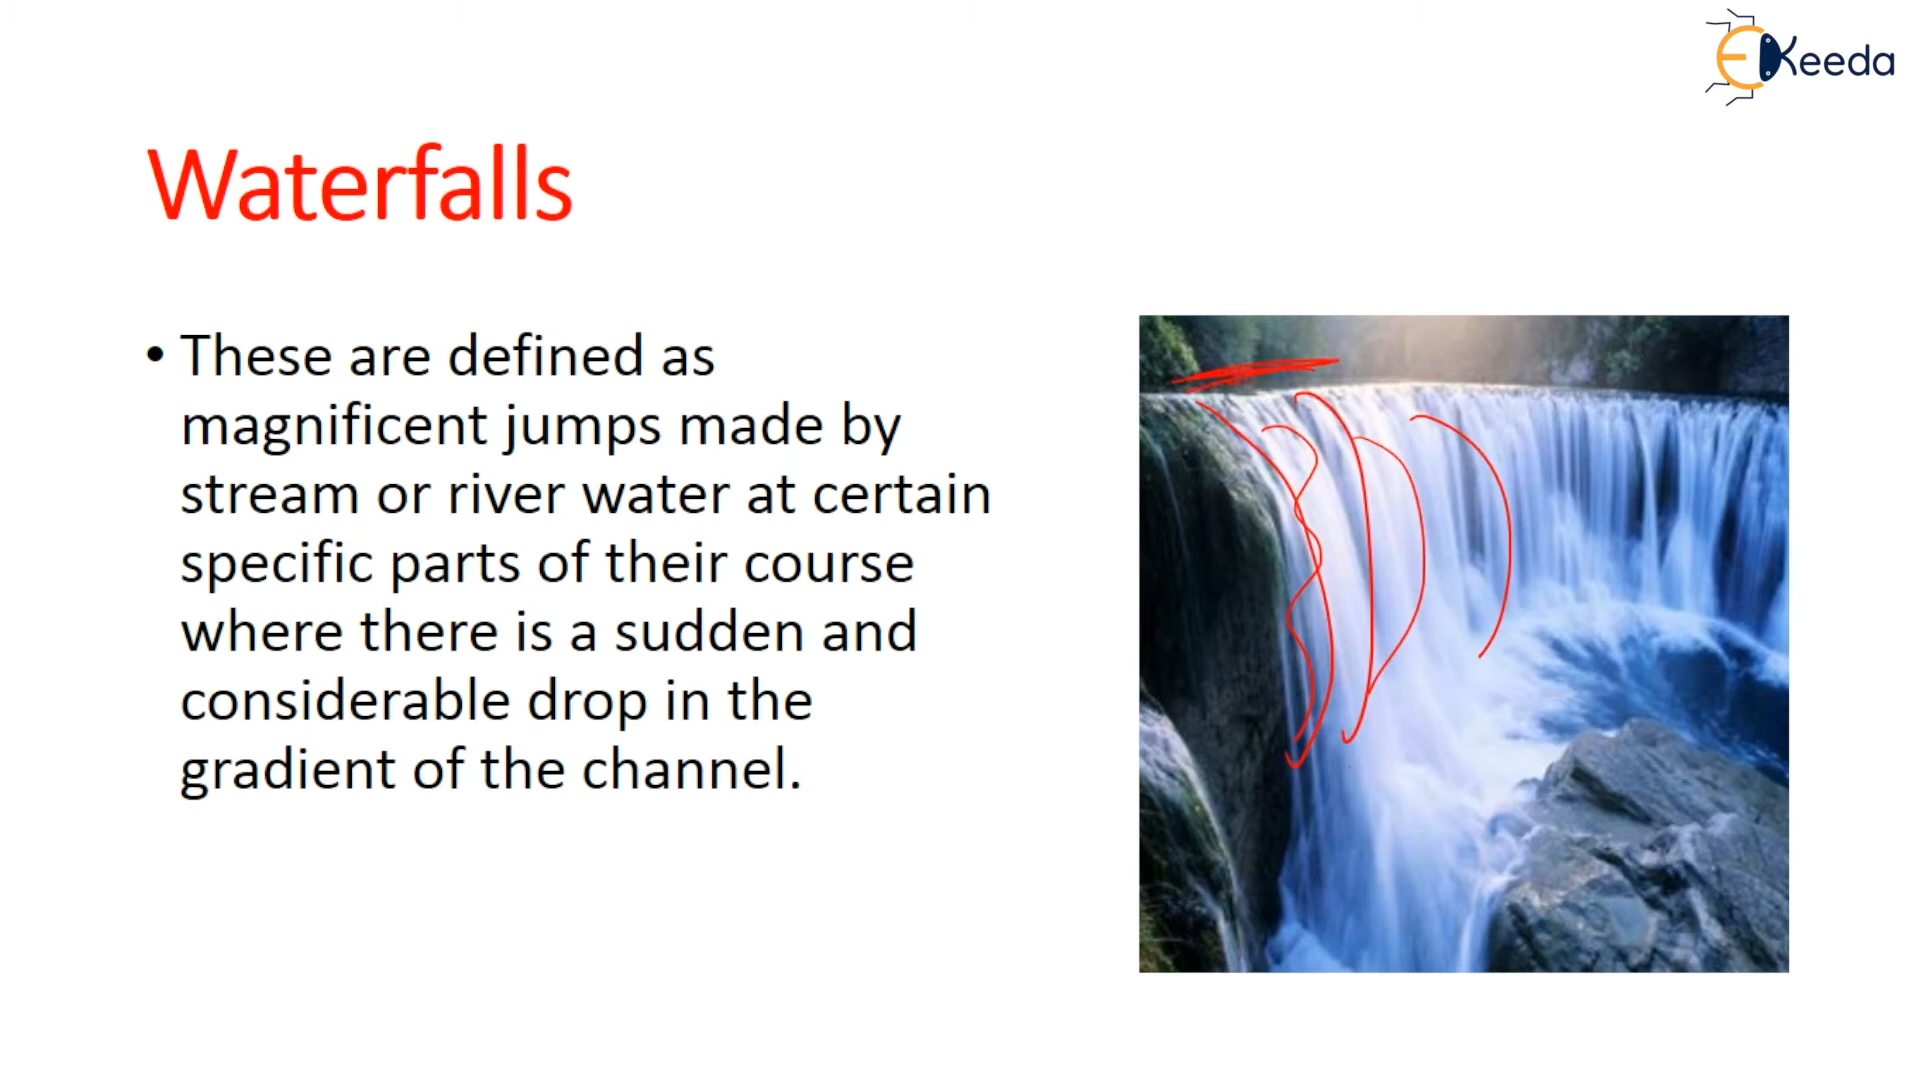 EKeeda
Waterfalls
• These are defined as
magnificent jumps made by
stream or river water at certain
specific parts of their course
where there is a sudden and
considerable drop in the
gradient of the channel.